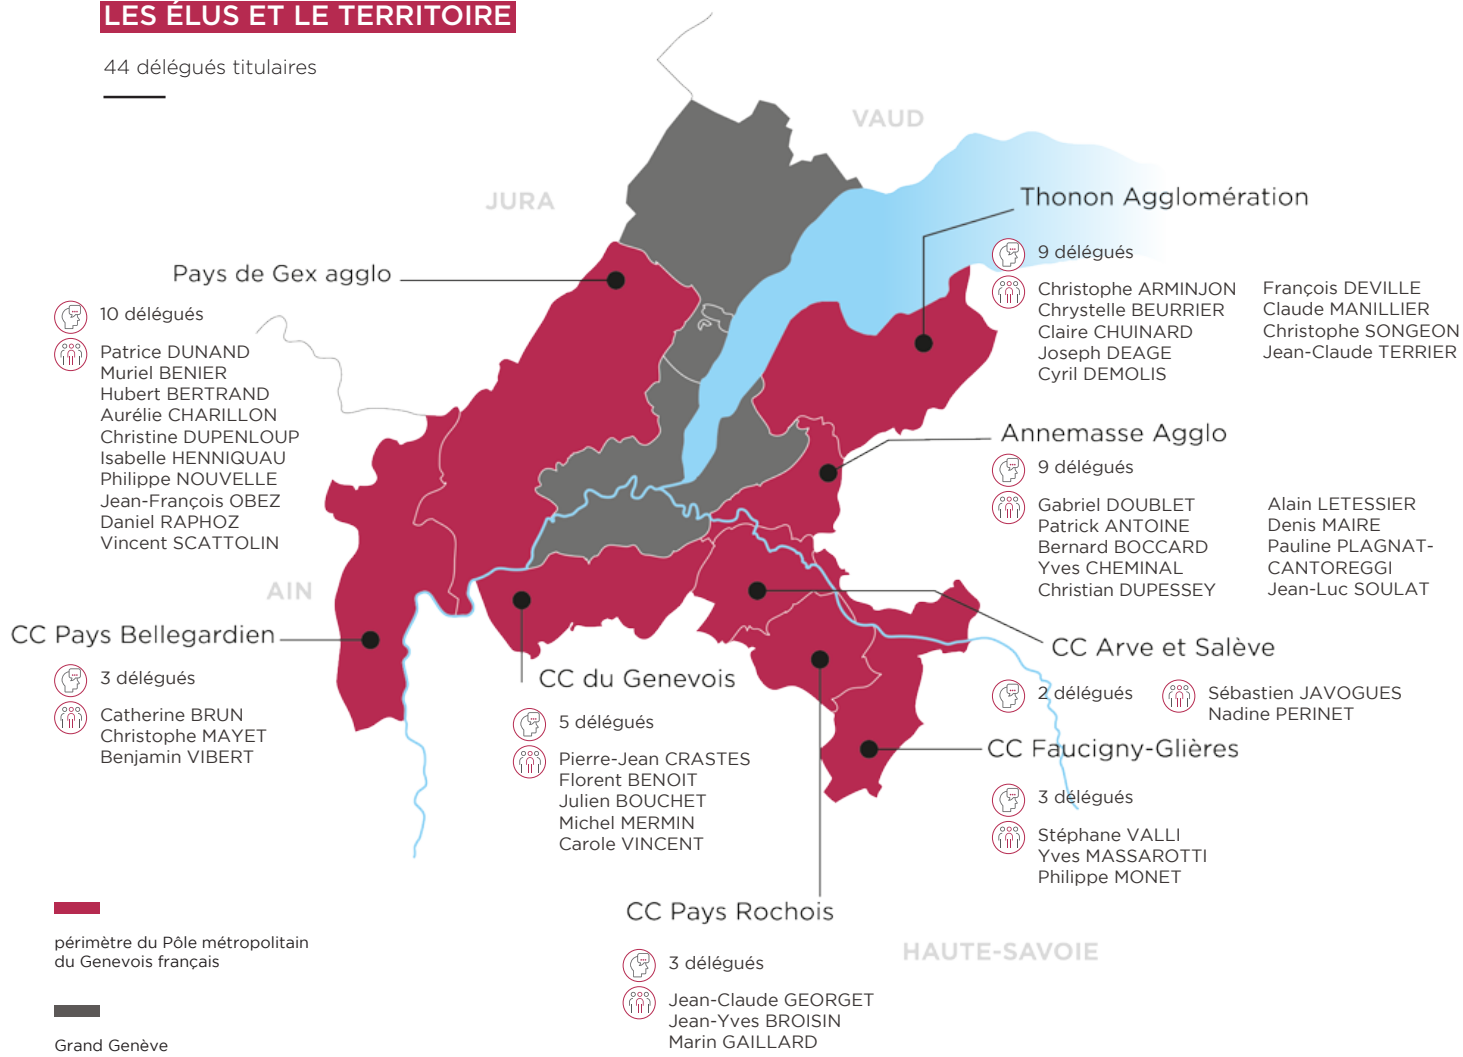 LES ÉLUS ET LE TERRITOIRE
44 délégués titulaires
VAUD
JURA
Thonon Agglomération
9 délégués
Christophe ARMINJON
Chrystelle BEURRIER
Claire CHUINARD
Joseph DEAGE
Cyril DEMOLIS
François DEVILLE
Claude MANILLIER
Christophe SONGEON
Jean-Claude TERRIER
Pays de Gex agglo
10 délégués
Patrice DUNAND
Muriel BENIER
Hubert BERTRAND
Aurélie CHARILLON
Christine DUPENLOUP
Isabelle HENNIQUAU
Philippe NOUVELLE
Jean-François OBEZ
Daniel RAPHOZ
Vincent SCATTOLIN
Annemasse Agglo
9 délégués
Gabriel DOUBLET
Patrick ANTOINE
Bernard BOCCARD
Yves CHEMINAL
Christian DUPESSEY
Alain LETESSIER
Denis MAIRE
Pauline PLAGNAT-
CANTOREGGI
Jean-Luc SOULAT
AIN
CC Pays Bellegardien
3 délégués
Catherine BRUN
Christophe MAYET
Benjamin VIBERT
CC du Genevois
5 délégués
Pierre-Jean CRASTES
Florent BENOIT
Julien BOUCHET
Michel MERMIN
Carole VINCENT
CC Arve et Salève
2 délégués
Sébastien JAVOGUES
Nadine PERINET
CC Faucigny-Glières
3 délégués
Stéphane VALLI
Yves MASSAROTTI
Philippe MONET
CC Pays Rochois
3 délégués
Jean-Claude GEORGET
Jean-Yves BROISIN
Marin GAILLARD
HAUTE-SAVOIE
périmètre du Pôle métropolitain
du Genevois français
Grand Genève